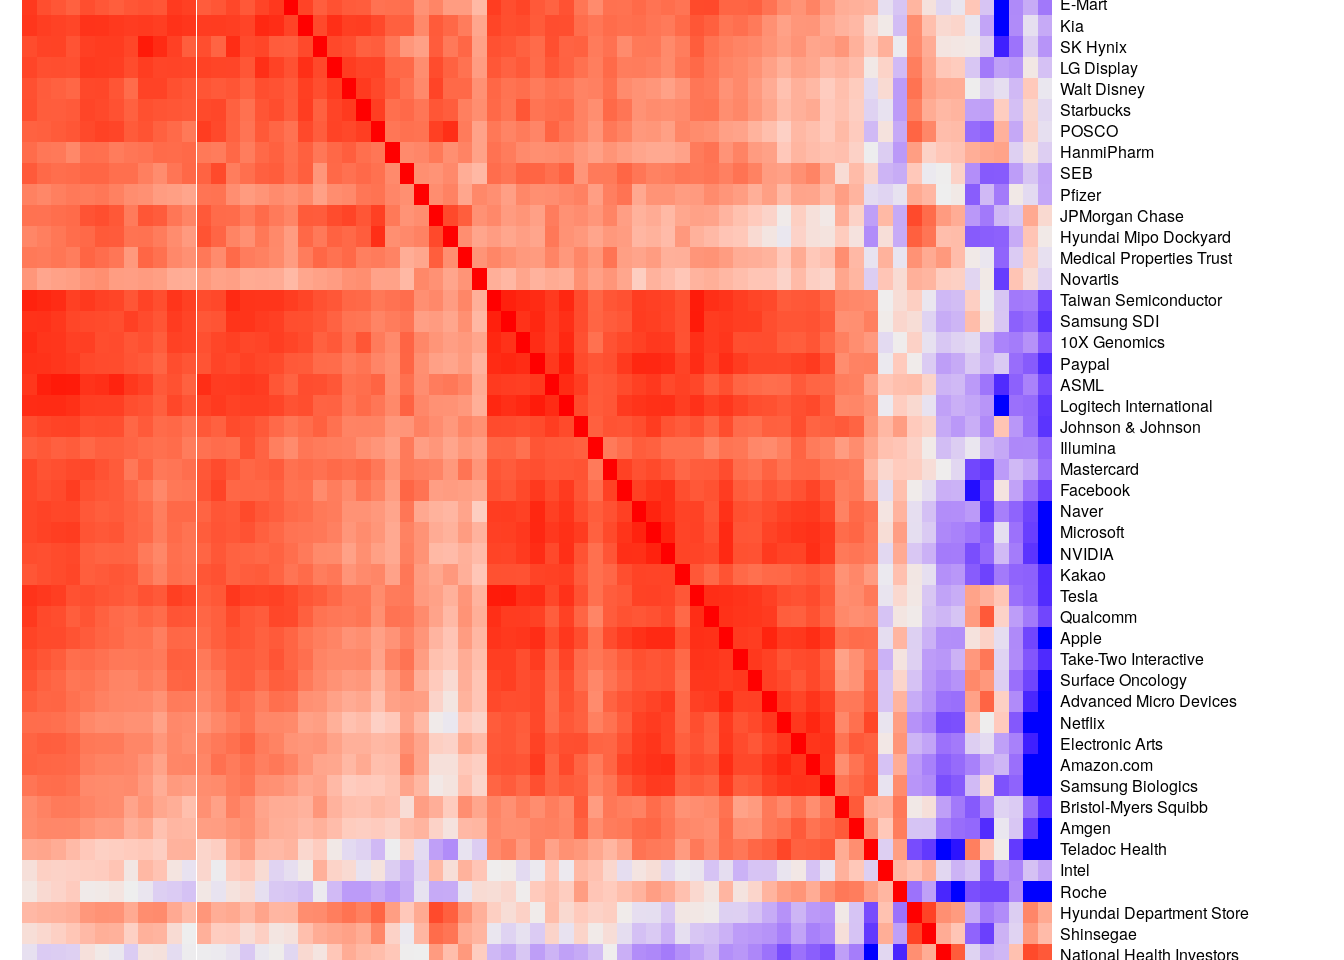 E-Mart
Kia
SK Hynix
LG Display
Walt Disney
Starbucks
POSCO
HanmiPharm
SEB
Pfizer
JPMorgan Chase
Hyundai Mipo Dockyard
Medical Properties Trust
Novartis
Taiwan Semiconductor
Samsung SDI
10X Genomics
Paypal
ASML
Logitech International
Johnson & Johnson
Illumina
Mastercard
Facebook
Naver
Microsoft
NVIDIA
Kakao
Tesla
Qualcomm
Apple
Take-Two Interactive
Surface Oncology
Advanced Micro Devices
Netflix
Electronic Arts
Amazon.com
Samsung Biologics
Bristol-Myers Squibb
Amgen
Teladoc Health
Intel
Roche
Hyundai Department Store
Shinsegae
National Health Investors